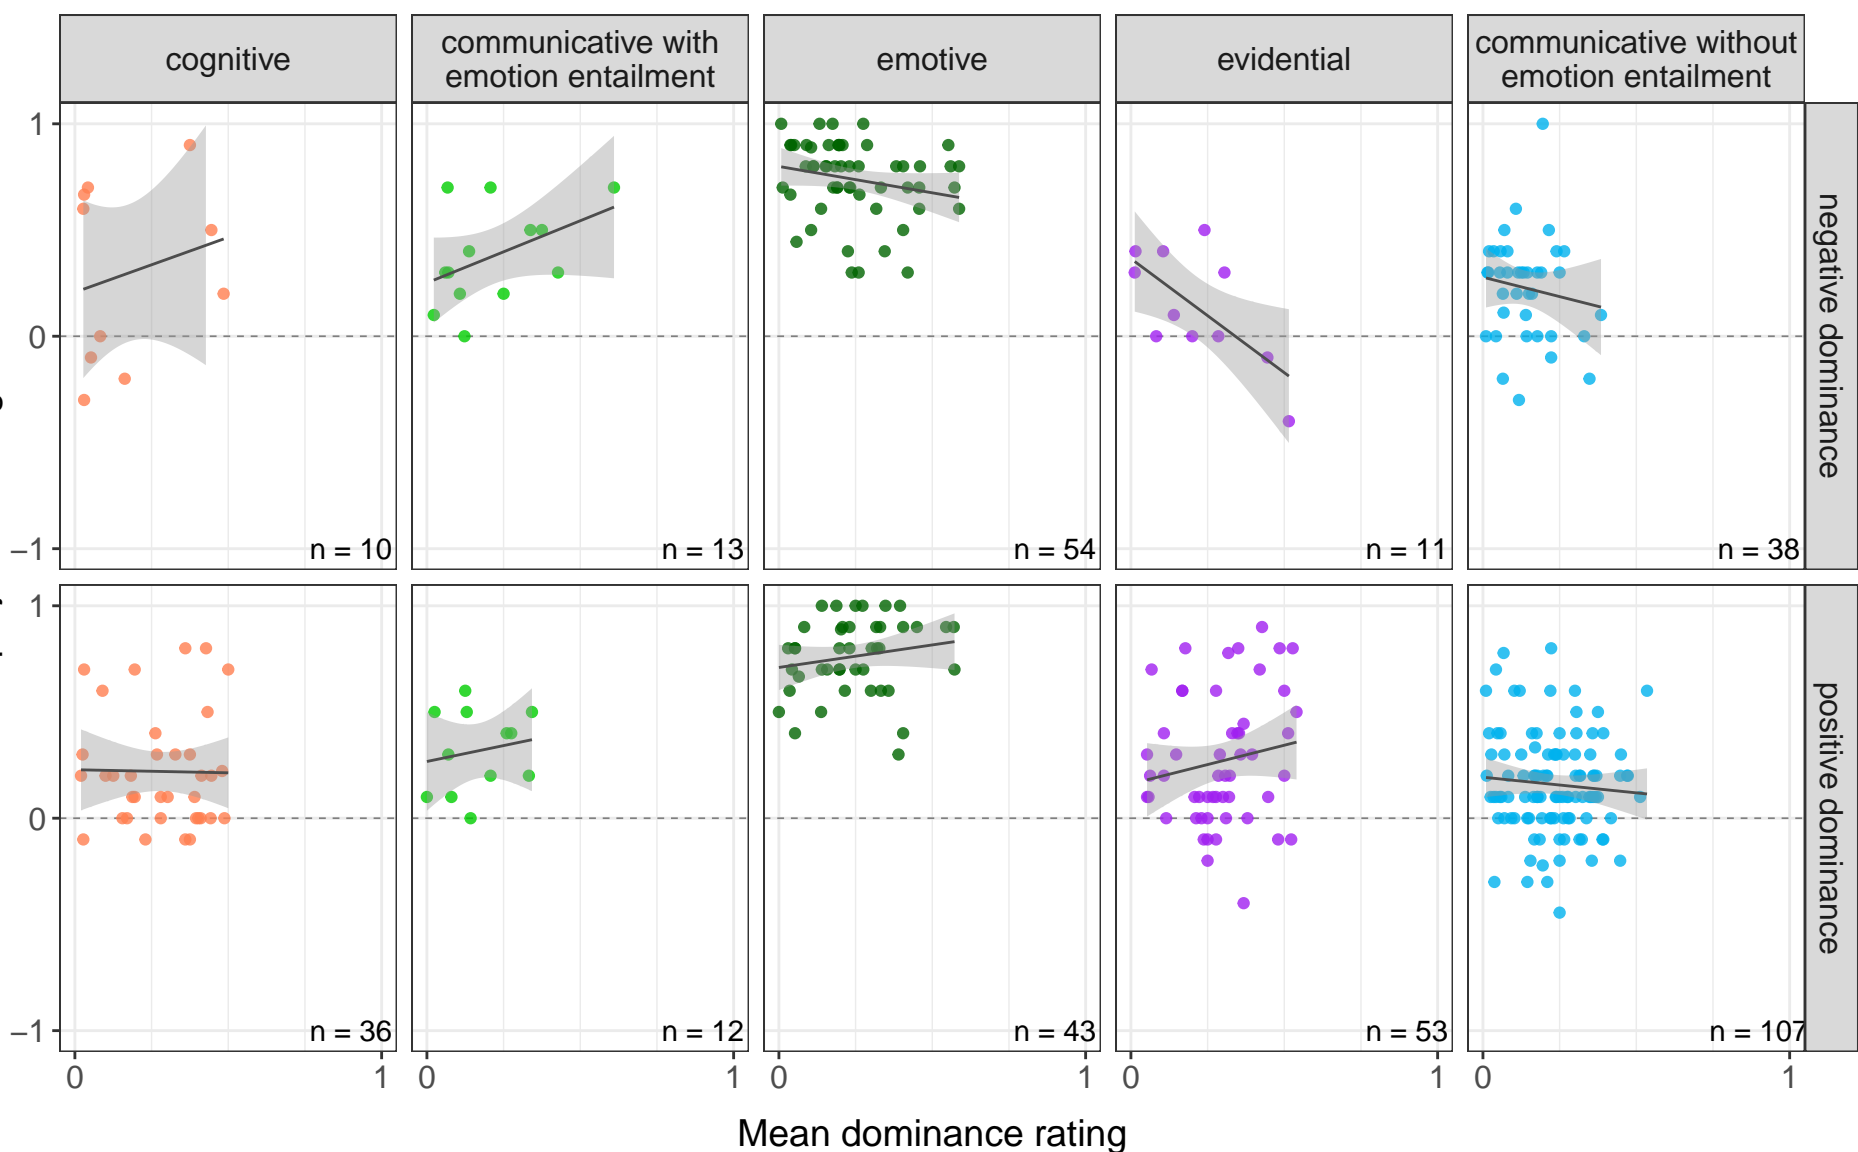 cognitive
communicative with
emotion entailment
emotive
evidential
communicative without
emotion entailment
1
0
−1
n = 10
n = 13
n = 54
n = 11
n = 38
negative dominance
1
0
−1
n = 36
n = 12
n = 43
n = 53
n = 107
positive dominance
0
1
0
1
0
1
0
1
0
1
Mean dominance rating